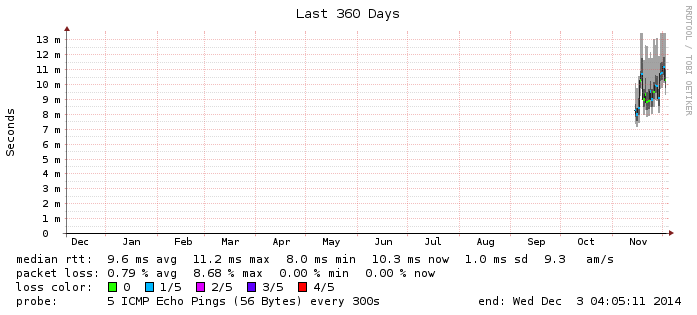 Last 360 Days
RRDTOOL / TOBI OETIKER
Seconds
13 m
12 m
11 m
10 m
9 m
8 m
7 m
6 m
5 m
4 m
3 m
2 m
1 m
0
Dec Jan Feb Mar Apr May Jun Jul Aug Sep Oct Nov
median rtt: 9.6 ms avg 11.2 ms max 8.0 ms min 10.3 ms now 1.0 ms sd 9.3 am/s
packet loss: 0.79 % avg 8.68 % max 0.00 % min 0.00 % now
loss color: 0 1/5 2/5 3/5 4/5
probe: 5 ICMP Echo Pings (56 Bytes) every 300s end: Wed Dec 3 04:05:11 2014